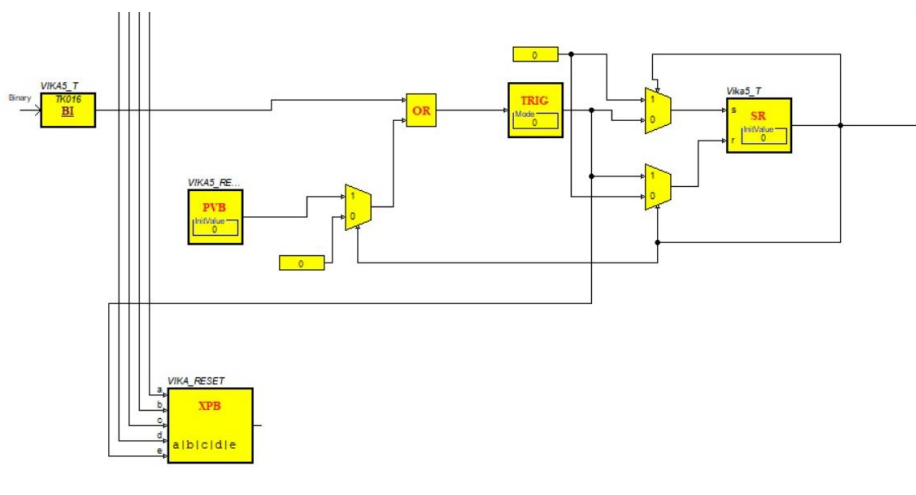 VIKA5_T
Binary
TK016
BI
OR
0
TRIG
Mode
0
1
0
Vika5_T
s
SR
InitValue
0
r
1
0
VIKA5_RE...
PVB
InitValue
0
1
0
0
VIKA_RESET
a
b
c
d
e
XPB
a|b|c|d|e